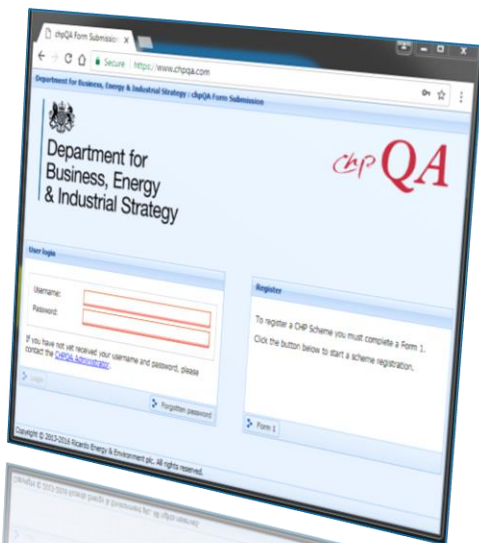 chpQA Form Submission
Secure https://www.chpqa.com
Department for Business, Energy & Industrial Strategy : chpQA Form Submission
Department for
Business, Energy
& Industrial Strategy
chpQA
User login
Username:
Password:
If you have not yet received your username and password, please
contact the CHPQA Administrator.
Login
Forgotten password
Register
To register a CHP Scheme you must complete a Form 1.
Click the button below to start a scheme registration.
Form 1
Copyright © 2013-2016 Ricardo Energy & Environment plc. All rights reserved.